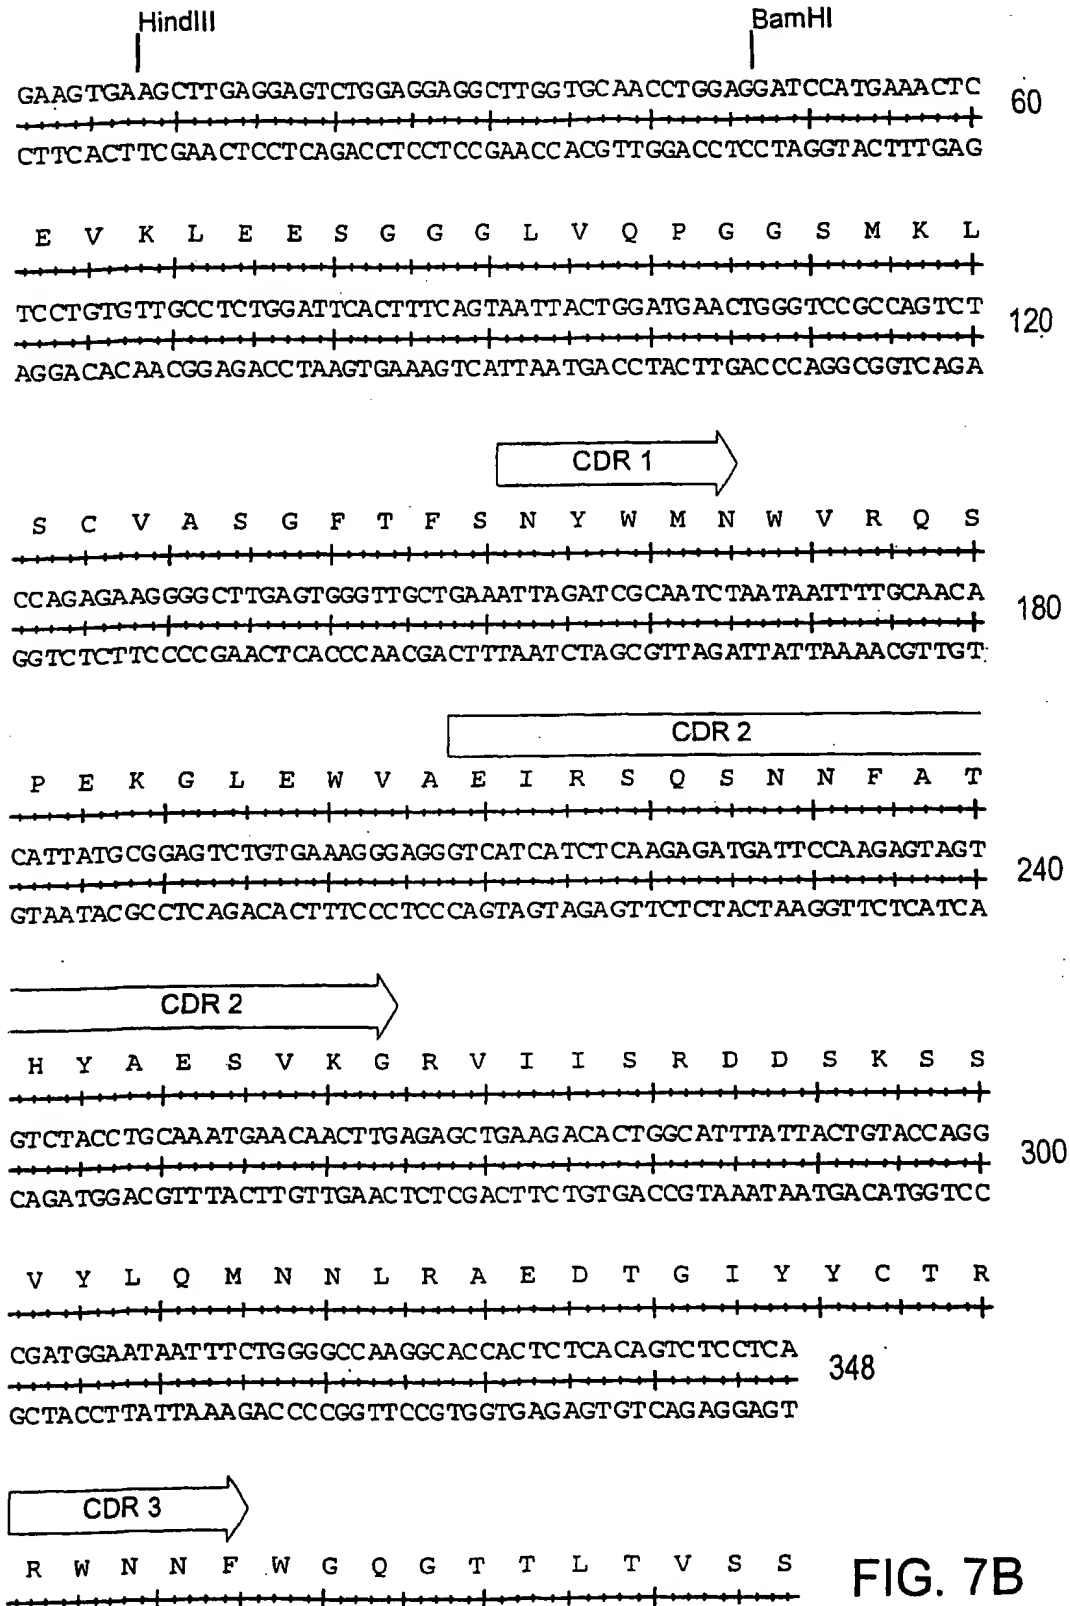 HindIII BamHI
GAAGTGAAGCTTGAGGAGTCTGGAGGAGGCTTGGTGCAACCTGGAGGATCCATGAAACTC 60
CTTCACTTCGAACTCCTCAGACCTCCTCCGAACCACGTTGGACCTCCTAGGTACTTTGAG
E V K L E E S G G G L V Q P G G S M K L
TCCTGTGTTGCCTCTGGATTCACTTTCAGTAATTACTGGATGAACTGGGTCCGCCAGTCT 120
AGGACACAACGGAGACCTAAGTGAAAGTCATTAATGACCTACTTGACCCAGGCGGTCAGA
CDR 1
S C V A S G F T F S N Y W M N W V R Q S
CCAGAGAAGGGGCTTGAGTGGGTTGCTGAAATTAGATCGCAATCTAATAATTTTGCAACA 180
GGTCTCTTCCCCGAACTCACCCAACGACTTTAATCTAGCGTTAGATTATTAAAACGTTGT
CDR 2
P E K G L E W V A E I R S Q S N N F A T
CATTATGCGGAGTCTGTGAAAGGGAGGGTCATCATCTCAAGAGATGATTCCAAGAGTAGT 240
GTAATACGCCTCAGACACTTTCCCTCCCAGTAGTAGAGTTCTCTACTAAGGTTCTCATCA
CDR 2
H Y A E S V K G R V I I S R D D S K S S
GTCTACCTGCAAATGAACAACTTGAGAGCTGAAGACACTGGCATTTATTACTGTACCAGG 300
CAGATGGACGTTTACTTGTTGAACTCTCGACTTCTGTGACCGTAAATAATGACATGGTCC
V Y L Q M N N L R A E D T G I Y Y C T R
CGATGGAATAATTTCTGGGGCCAAGGCACCACTCTCACAGTCTCCTCA 348
GCTACCTTATTAAAGACCCCGGTTCCGTGGTGAGAGTGTCAGAGGAGT
CDR 3
R W N N F W G Q G T T L T V S S
FIG. 7B